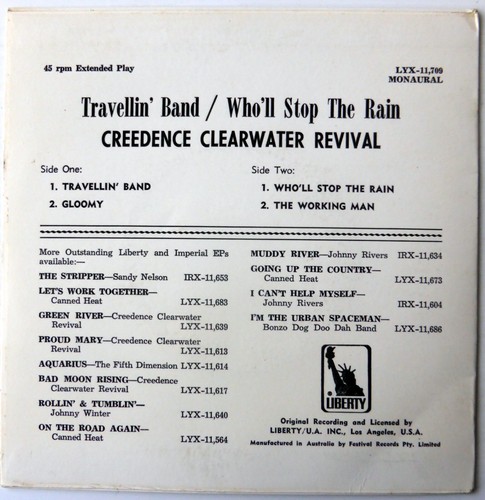 45 rpm Extended Play
LYX-11,709
MONAURAL
Travellin' Band / Who'll Stop The Rain
CREEDENCE CLEARWATER REVIVAL
Side One:
1. TRAVELLIN' BAND
2. GLOOMY
Side Two:
1. WHO'LL STOP THE RAIN
2. THE WORKING MAN
More Outstanding Liberty and Imperial EPs
available:—
THE STRIPPER—Sandy Nelson IRX-11,653
LET'S WORK TOGETHER—
Canned Heat LYX-11,683
GREEN RIVER—Creedence Clearwater
Revival LYX-11,639
PROUD MARY—Creedence Clearwater
Revival LYX-11,613
AQUARIUS—The Fifth Dimension LYX-11,614
BAD MOON RISING—Creedence
Clearwater Revival LYX-11,617
ROLLIN' & TUMBLIN'—
Johnny Winter LYX-11,640
ON THE ROAD AGAIN—
Canned Heat LYX-11,564
MUDDY RIVER—Johnny Rivers IRX-11,634
GOING UP THE COUNTRY—
Canned Heat LYX-11,673
I CAN'T HELP MYSELF—
Johnny Rivers IRX-11,604
I'M THE URBAN SPACEMAN—
Bonzo Dog Doo Dah Band LYX-11,686
LIBERTY
Original Recording and Licensed by
LIBERTY/U.A. INC., Los Angeles, U.S.A.
Manufactured in Australia by Festival Records Pty. Limited